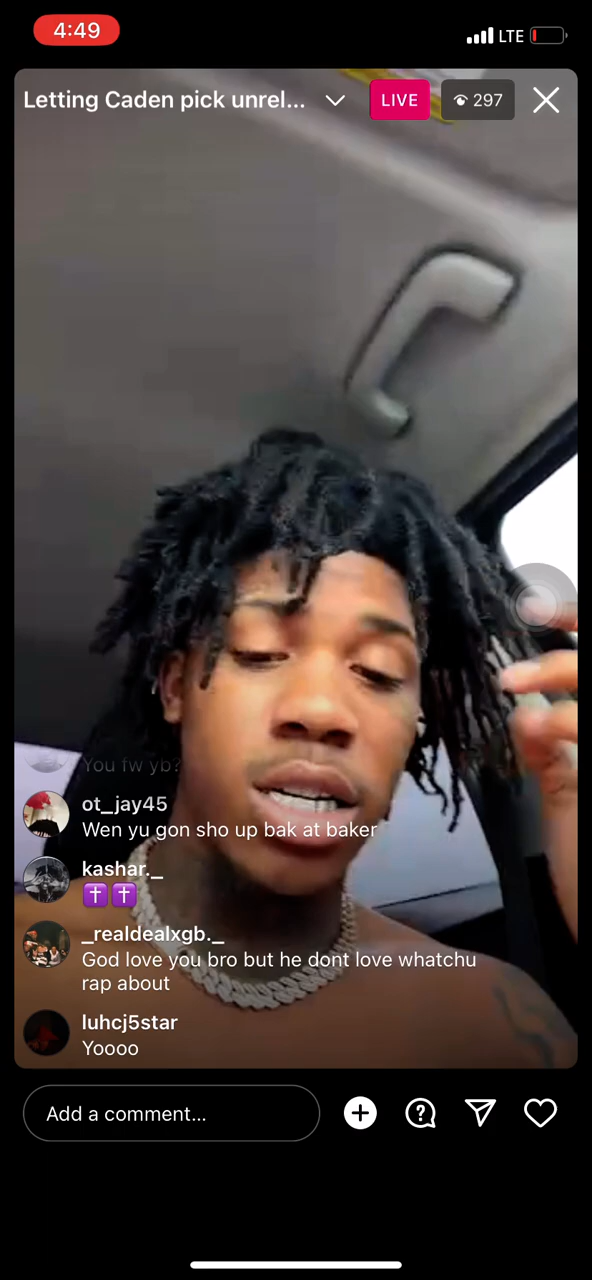 4:49
LTE
Letting Caden pick unrel...
LIVE
297
You fw yb?
ot_jay45
Wen yu gon sho up bak at baker
kashar._
✝️✝️
_realdealxgb._
God love you bro but he dont love whatchu
rap about
luhcj5star
Yoooo
Add a comment...